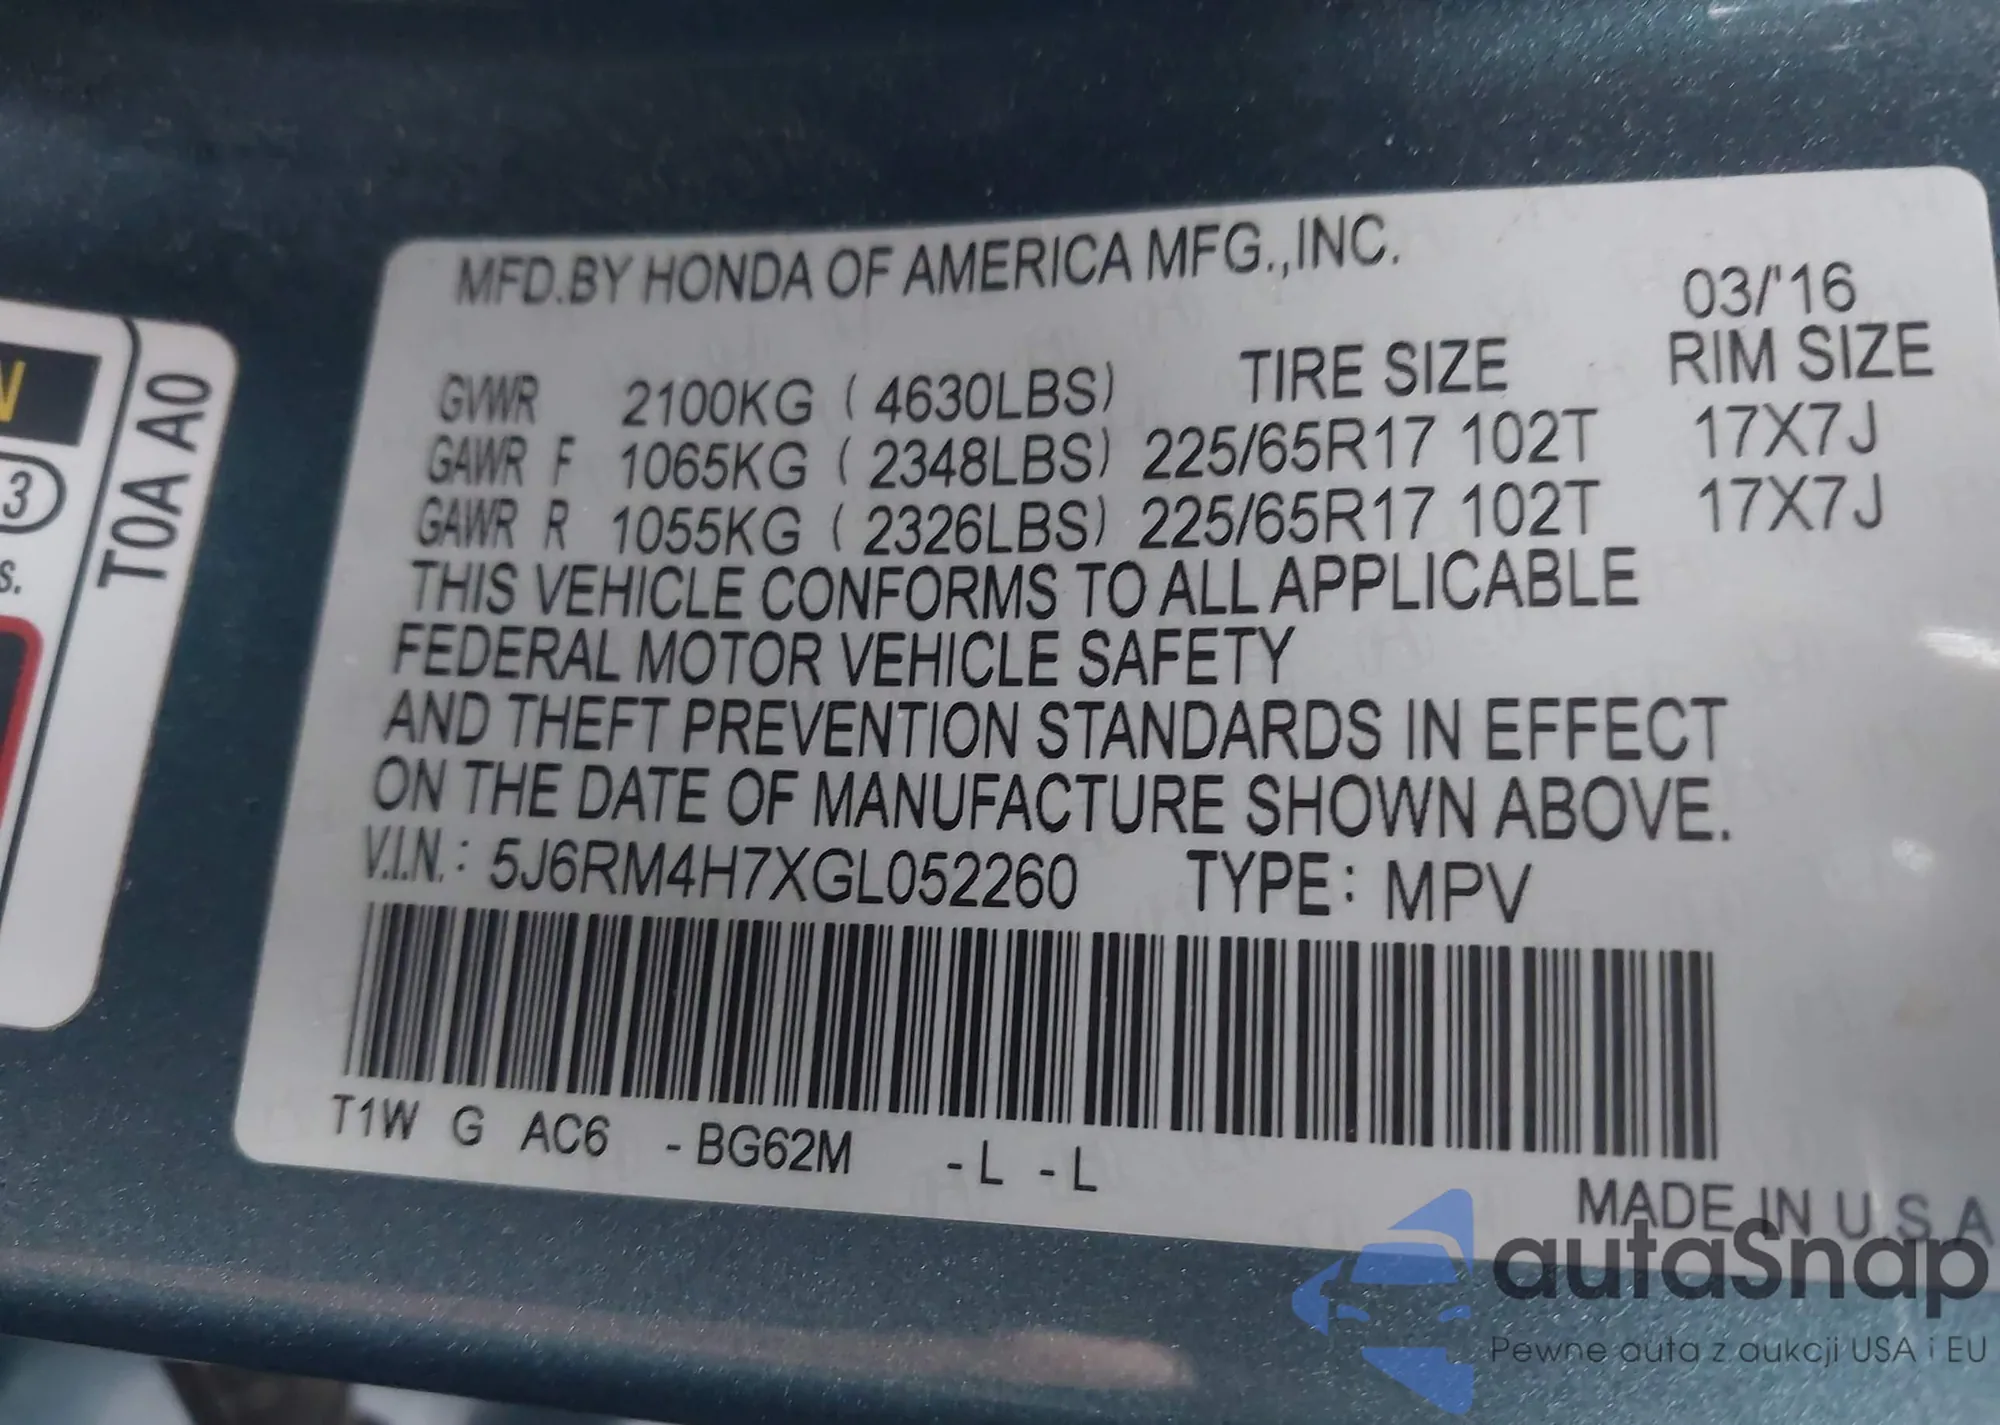 MFD.BY HONDA OF AMERICA MFG.,INC.
03/'16
TIRE SIZE RIM SIZE
GVWR 2100KG ( 4630LBS)
GAWR F 1065KG ( 2348LBS) 225/65R17 102T 17X7J
GAWR R 1055KG ( 2326LBS) 225/65R17 102T 17X7J
THIS VEHICLE CONFORMS TO ALL APPLICABLE
FEDERAL MOTOR VEHICLE SAFETY
AND THEFT PREVENTION STANDARDS IN EFFECT
ON THE DATE OF MANUFACTURE SHOWN ABOVE.
V.I.N.: 5J6RM4H7XGL052260 TYPE: MPV
T1W G AC6 -BG62M -L -L
MADE IN U.S.A
T0A A0
N
3
s.
autaSnap
Pewne auta z aukcji USA i EU